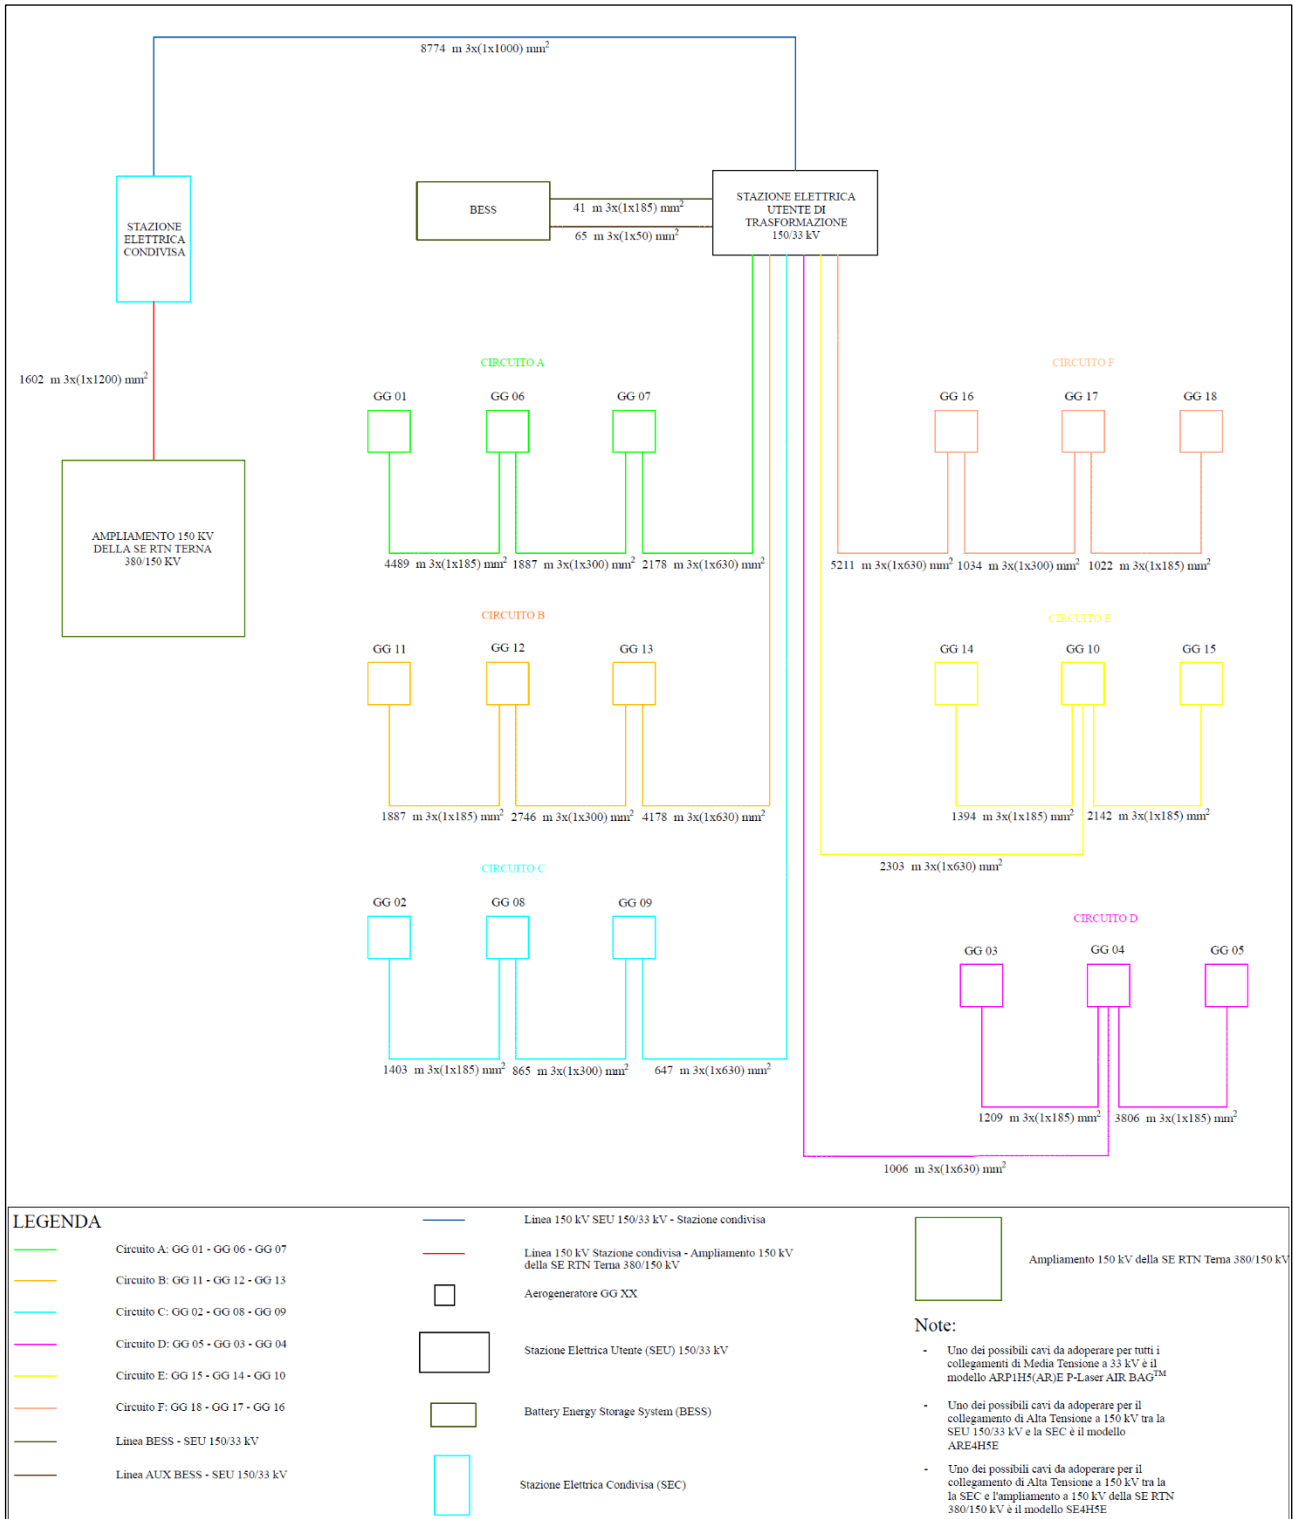 8774 m 3x(1x1000) mm²
STAZIONE
ELETTRICA
CONDIVISA
BESS
41 m 3x(1x185) mm²
65 m 3x(1x50) mm²
STAZIONE ELETTRICA
UTENTE DI
TRASFORMAZIONE
150/33 kV
1602 m 3x(1x1200) mm²
AMPLIAMENTO 150 KV
DELLA SE RTN TERNA
380/150 KV
CIRCUITO A
GG 01 GG 06 GG 07
4489 m 3x(1x185) mm² 1887 m 3x(1x300) mm² 2178 m 3x(1x630) mm²
CIRCUITO F
GG 16 GG 17 GG 18
5211 m 3x(1x630) mm² 1034 m 3x(1x300) mm² 1022 m 3x(1x185) mm²
CIRCUITO B
GG 11 GG 12 GG 13
1887 m 3x(1x185) mm² 2746 m 3x(1x300) mm² 4178 m 3x(1x630) mm²
CIRCUITO E
GG 14 GG 10 GG 15
1394 m 3x(1x185) mm² 2142 m 3x(1x185) mm²
2303 m 3x(1x630) mm²
CIRCUITO C
GG 02 GG 08 GG 09
1403 m 3x(1x185) mm² 865 m 3x(1x300) mm² 647 m 3x(1x630) mm²
CIRCUITO D
GG 03 GG 04 GG 05
1209 m 3x(1x185) mm² 3806 m 3x(1x185) mm²
1006 m 3x(1x630) mm²
LEGENDA
Circuito A: GG 01 - GG 06 - GG 07
Circuito B: GG 11 - GG 12 - GG 13
Circuito C: GG 02 - GG 08 - GG 09
Circuito D: GG 05 - GG 03 - GG 04
Circuito E: GG 15 - GG 14 - GG 10
Circuito F: GG 18 - GG 17 - GG 16
Linea BESS - SEU 150/33 kV
Linea AUX BESS - SEU 150/33 kV
Linea 150 kV SEU 150/33 kV - Stazione condivisa
Linea 150 kV Stazione condivisa - Ampliamento 150 kV
della SE RTN Terna 380/150 kV
Aerogeneratore GG XX
Stazione Elettrica Utente (SEU) 150/33 kV
Battery Energy Storage System (BESS)
Stazione Elettrica Condivisa (SEC)
Ampliamento 150 kV della SE RTN Terna 380/150 kV
Note:
- Uno dei possibili cavi da adoperare per tutti i
collegamenti di Media Tensione a 33 kV è il
modello ARP1H5(AR)E P-Laser AIR BAG™
- Uno dei possibili cavi da adoperare per il
collegamento di Alta Tensione a 150 kV tra la
SEU 150/33 kV e la SEC è il modello
ARE4H5E
- Uno dei possibili cavi da adoperare per il
collegamento di Alta Tensione a 150 kV tra la
la SEC e l'ampliamento a 150 kV della SE RTN
380/150 kV è il modello SE4H5E